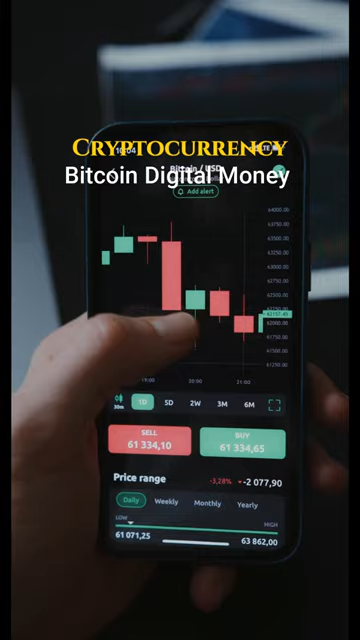 CRYPTOCURRENCY
Bitcoin Digital Money
Add alert
64000.00
63750.00
63500.00
63250.00
63000.00
62750.00
62500.00
62250.00
62000.00
61750.00
61500.00
61250.00
19:00 20:00 21:00
30m 1D 5D 2W 3M 6M
SELL BUY
61 334,10 61 334,65
Price range -3,28% -2 077,90
Daily Weekly Monthly Yearly
LOW HIGH
61 071,25 63 862,00